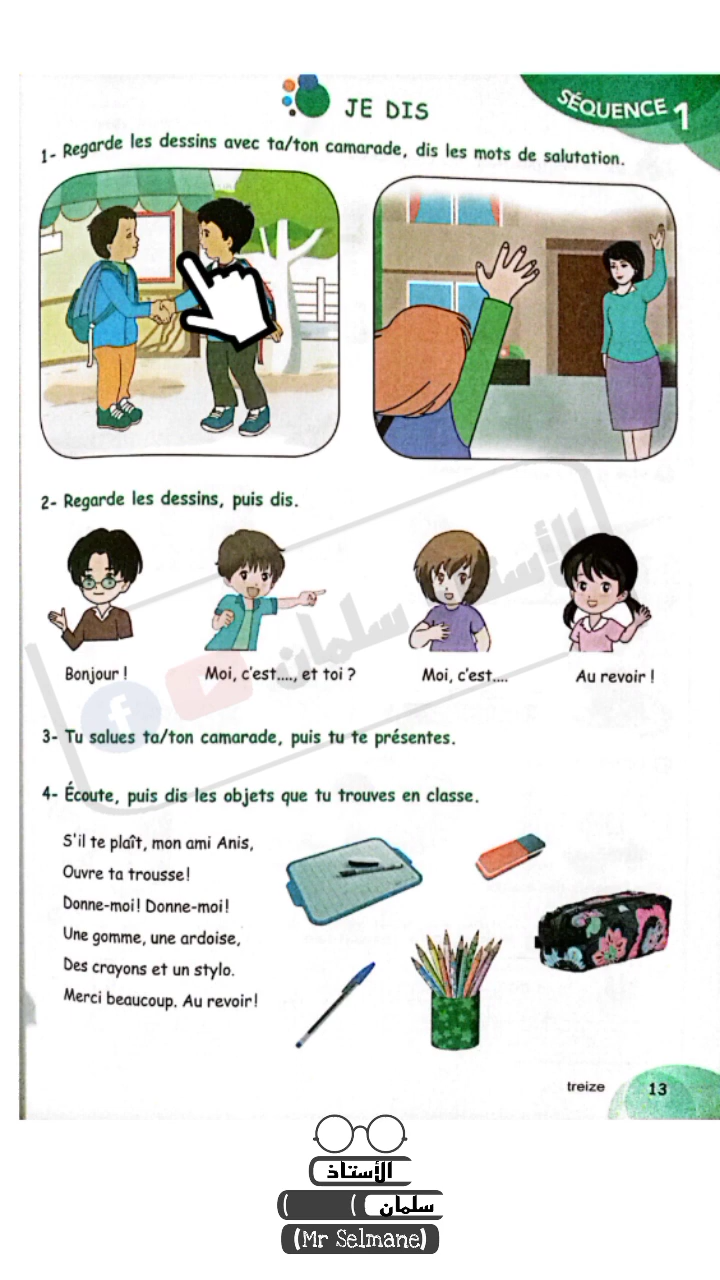 JE DIS
SÉQUENCE 1
1- Regarde les dessins avec ta/ton camarade, dis les mots de salutation.
2- Regarde les dessins, puis dis.
الأستاذ سلمان
Bonjour !
Moi, c'est...., et toi ?
Moi, c'est....
Au revoir !
3- Tu salues ta/ton camarade, puis tu te présentes.
4- Écoute, puis dis les objets que tu trouves en classe.
S'il te plaît, mon ami Anis,
Ouvre ta trousse!
Donne-moi! Donne-moi!
Une gomme, une ardoise,
Des crayons et un stylo.
Merci beaucoup. Au revoir!
treize 13
الأستاذ
سلمان
(Mr Selmane)